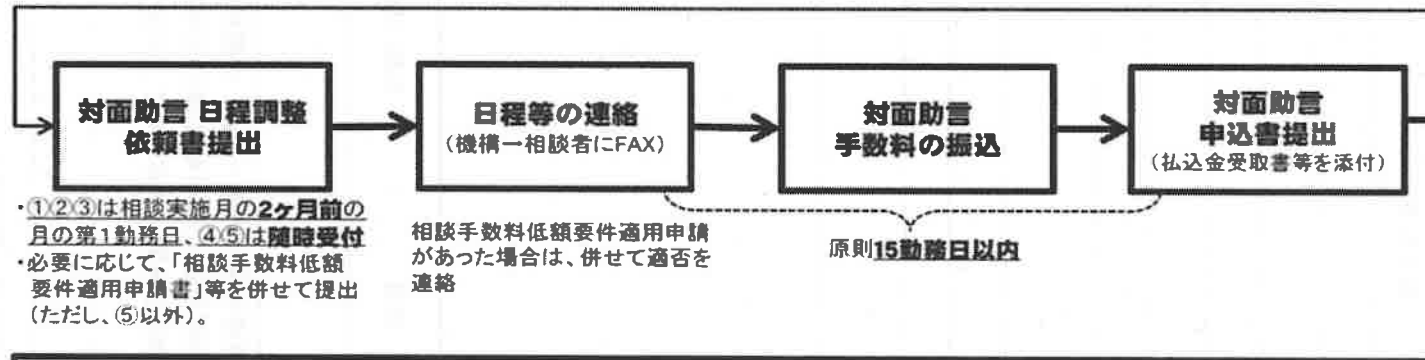 対面助言 日程調整
依頼書提出
日程等の連絡
(機構→相談者にFAX)
対面助言
手数料の振込
対面助言
申込書提出
(払込金受取書等を添付)
・①②③は相談実施月の2ヶ月前の
月の第1勤務日、④⑤は随時受付
・必要に応じて、「相談手数料低額
要件適用申請書」等を併せて提出
(ただし、⑤以外)。
相談手数料低額要件適用申請
があった場合は、併せて適否を
連絡
原則15勤務日以内